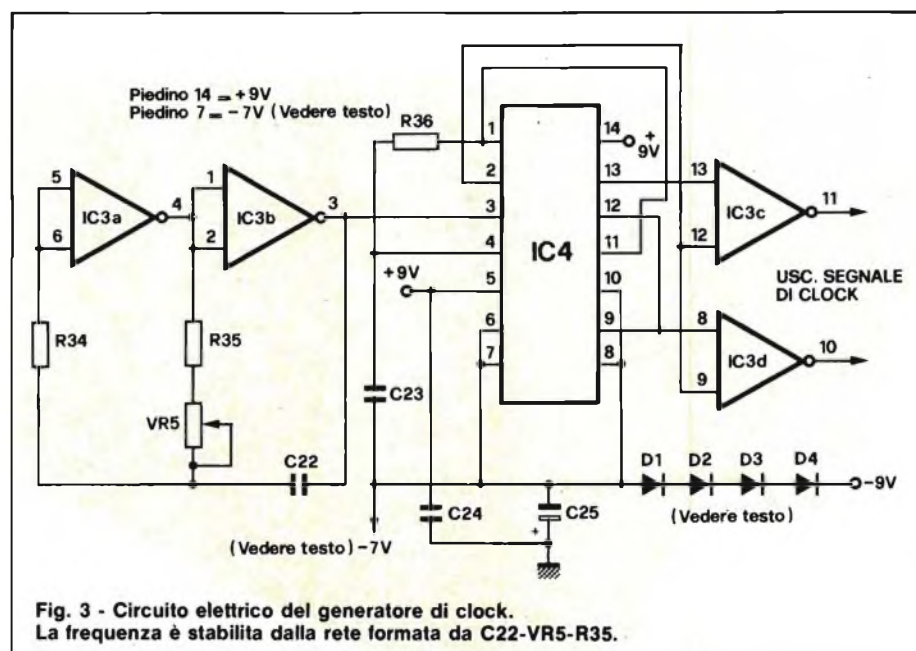 Piedino 14 = +9V
Piedino 7 = -7V (Vedere testo)
R36
1
2
3
4
5
6
7
14
13
12
11
10
9
8
+
9V
IC4
5
6
IC3a
4
1
2
IC3b
3
13
12
IC3c
11
8
9
IC3d
10
USC. SEGNALE
DI CLOCK
+9V
R34
R35
VR5
C22
C23
C24
C25
+
D1
D2
D3
D4
-9V
(Vedere testo)
(Vedere testo) -7V
Fig. 3 - Circuito elettrico del generatore di clock.
La frequenza è stabilita dalla rete formata da C22-VR5-R35.